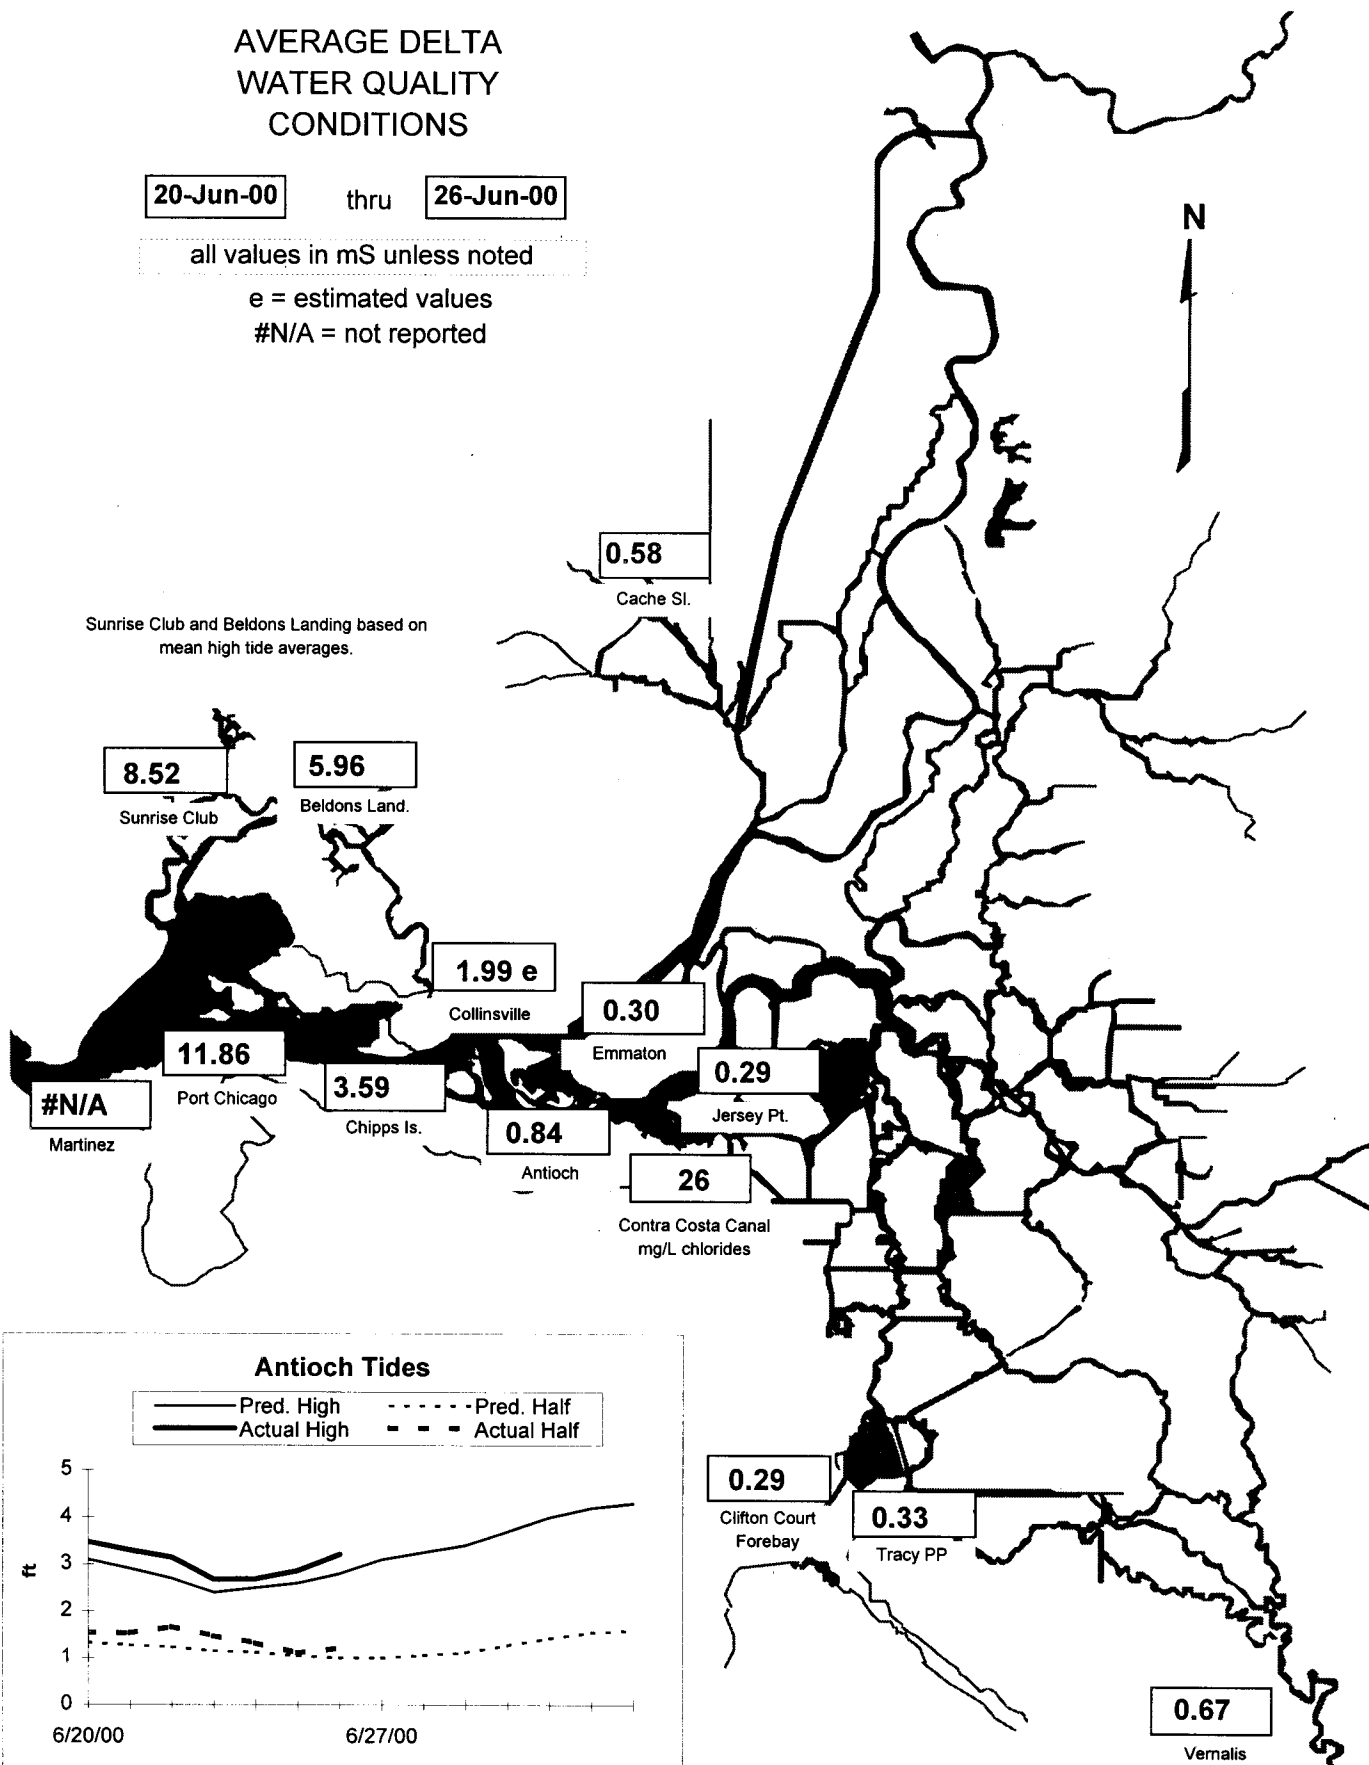 AVERAGE DELTA
WATER QUALITY
CONDITIONS
20-Jun-00 thru 26-Jun-00
all values in mS unless noted
e = estimated values
#N/A = not reported
N
0.58
Cache Sl.
Sunrise Club and Beldons Landing based on
mean high tide averages.
8.52
Sunrise Club
5.96
Beldons Land.
1.99 e
Collinsville
0.30
Emmaton
11.86
Port Chicago
3.59
Chipps Is.
0.29
Jersey Pt.
#N/A
Martinez
0.84
Antioch
26
Contra Costa Canal
mg/L chlorides
Antioch Tides
Pred. High Pred. Half
Actual High Actual Half
5
4
3
2
1
0
ft
6/20/00 6/27/00
0.29
Clifton Court
Forebay
0.33
Tracy PP
0.67
Vernalis